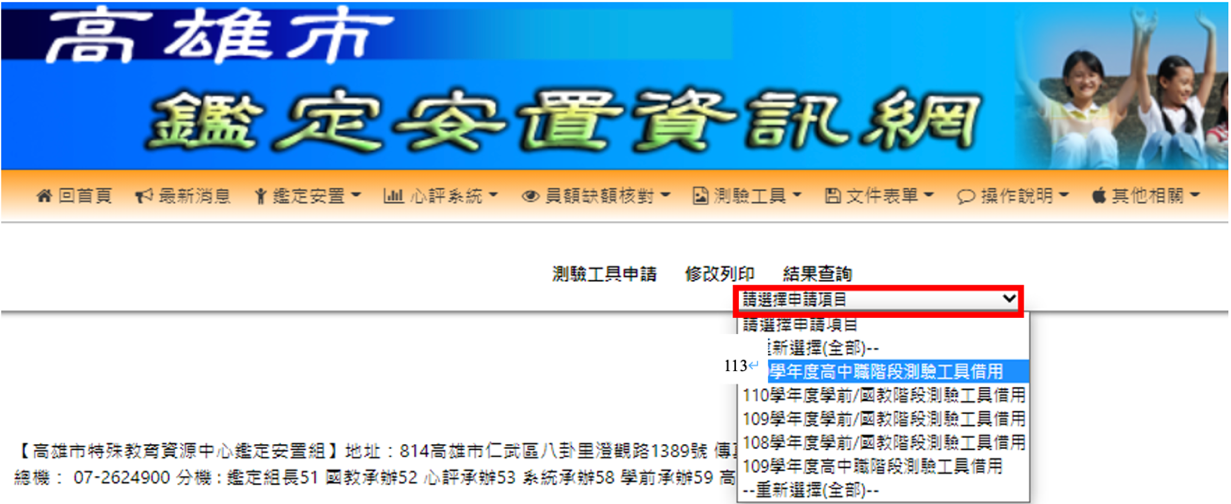 高雄市
鑑定安置資訊網
回首頁 最新消息 鑑定安置 心評系統 員額缺額核對 測驗工具 文件表單 操作說明 其他相關
測驗工具申請 修改列印 結果查詢
請選擇申請項目
請選擇申請項目
新選擇(全部)--
113 學年度高中職階段測驗工具借用
110學年度學前/國教階段測驗工具借用
109學年度學前/國教階段測驗工具借用
108學年度學前/國教階段測驗工具借用
109學年度高中職階段測驗工具借用
--重新選擇(全部)--
【高雄市特殊教育資源中心鑑定安置組】地址：814高雄市仁武區八卦里澄觀路1389號
總機： 07-2624900 分機：鑑定組長51 國教承辦52 心評承辦53 系統承辦58 學前承辦59 高